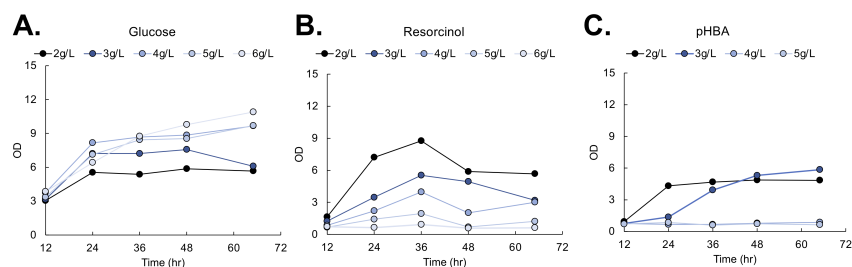 A.
Glucose
2g/L 3g/L 4g/L 5g/L 6g/L
15
12
9
6
3
0
OD
12 24 36 48 60 72
Time (hr)
B.
Resorcinol
2g/L 3g/L 4g/L 5g/L 6g/L
15
12
9
6
3
0
OD
12 24 36 48 60 72
Time (hr)
C.
pHBA
2g/L 3g/L 4g/L 5g/L
15
12
9
6
3
0
OD
12 24 36 48 60 72
Time (hr)